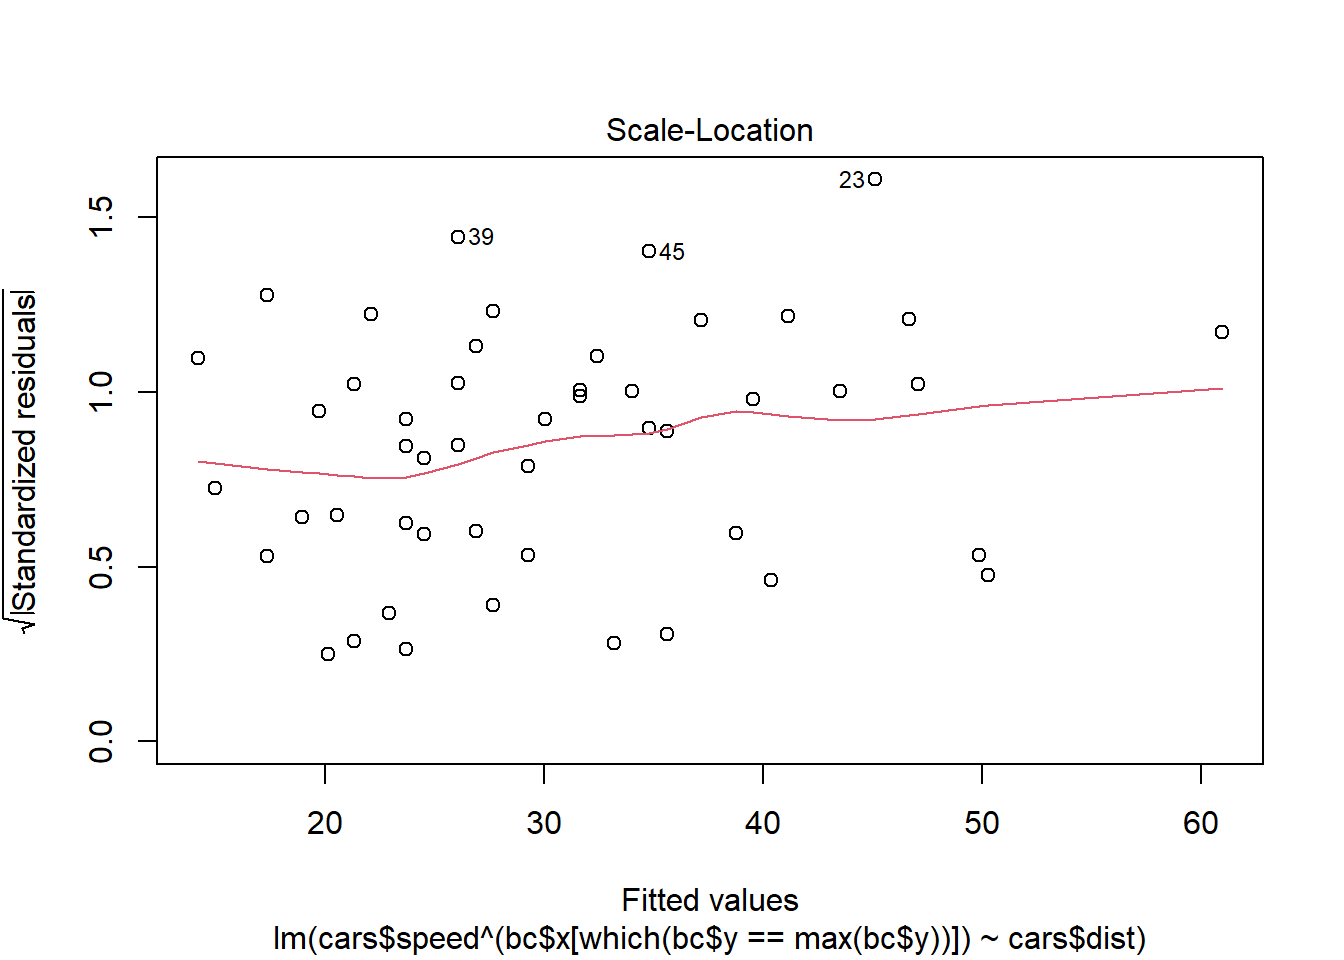 Scale-Location
√|Standardized residuals|
1.5
1.0
0.5
0.0
23
39
45
20 30 40 50 60
Fitted values
lm(cars$speed^(bc$x[which(bc$y == max(bc$y))]) ~ cars$dist)